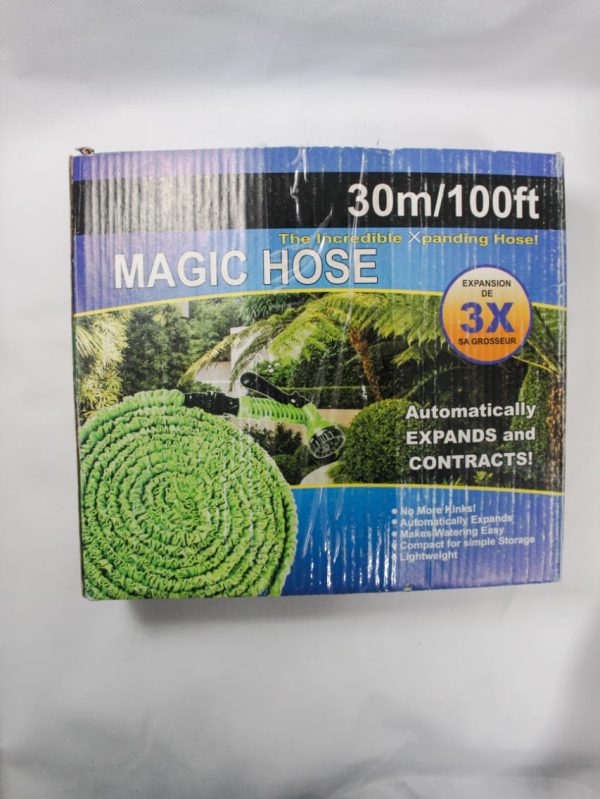 30m/100ft
The Incredible Xpanding Hose!
MAGIC HOSE
EXPANSION
DE
3X
SA GROSSEUR
Automatically
EXPANDS and
CONTRACTS!
• No More Kinks!
• Automatically Expands
• Makes Watering Easy
• Compact for simple Storage
• Lightweight